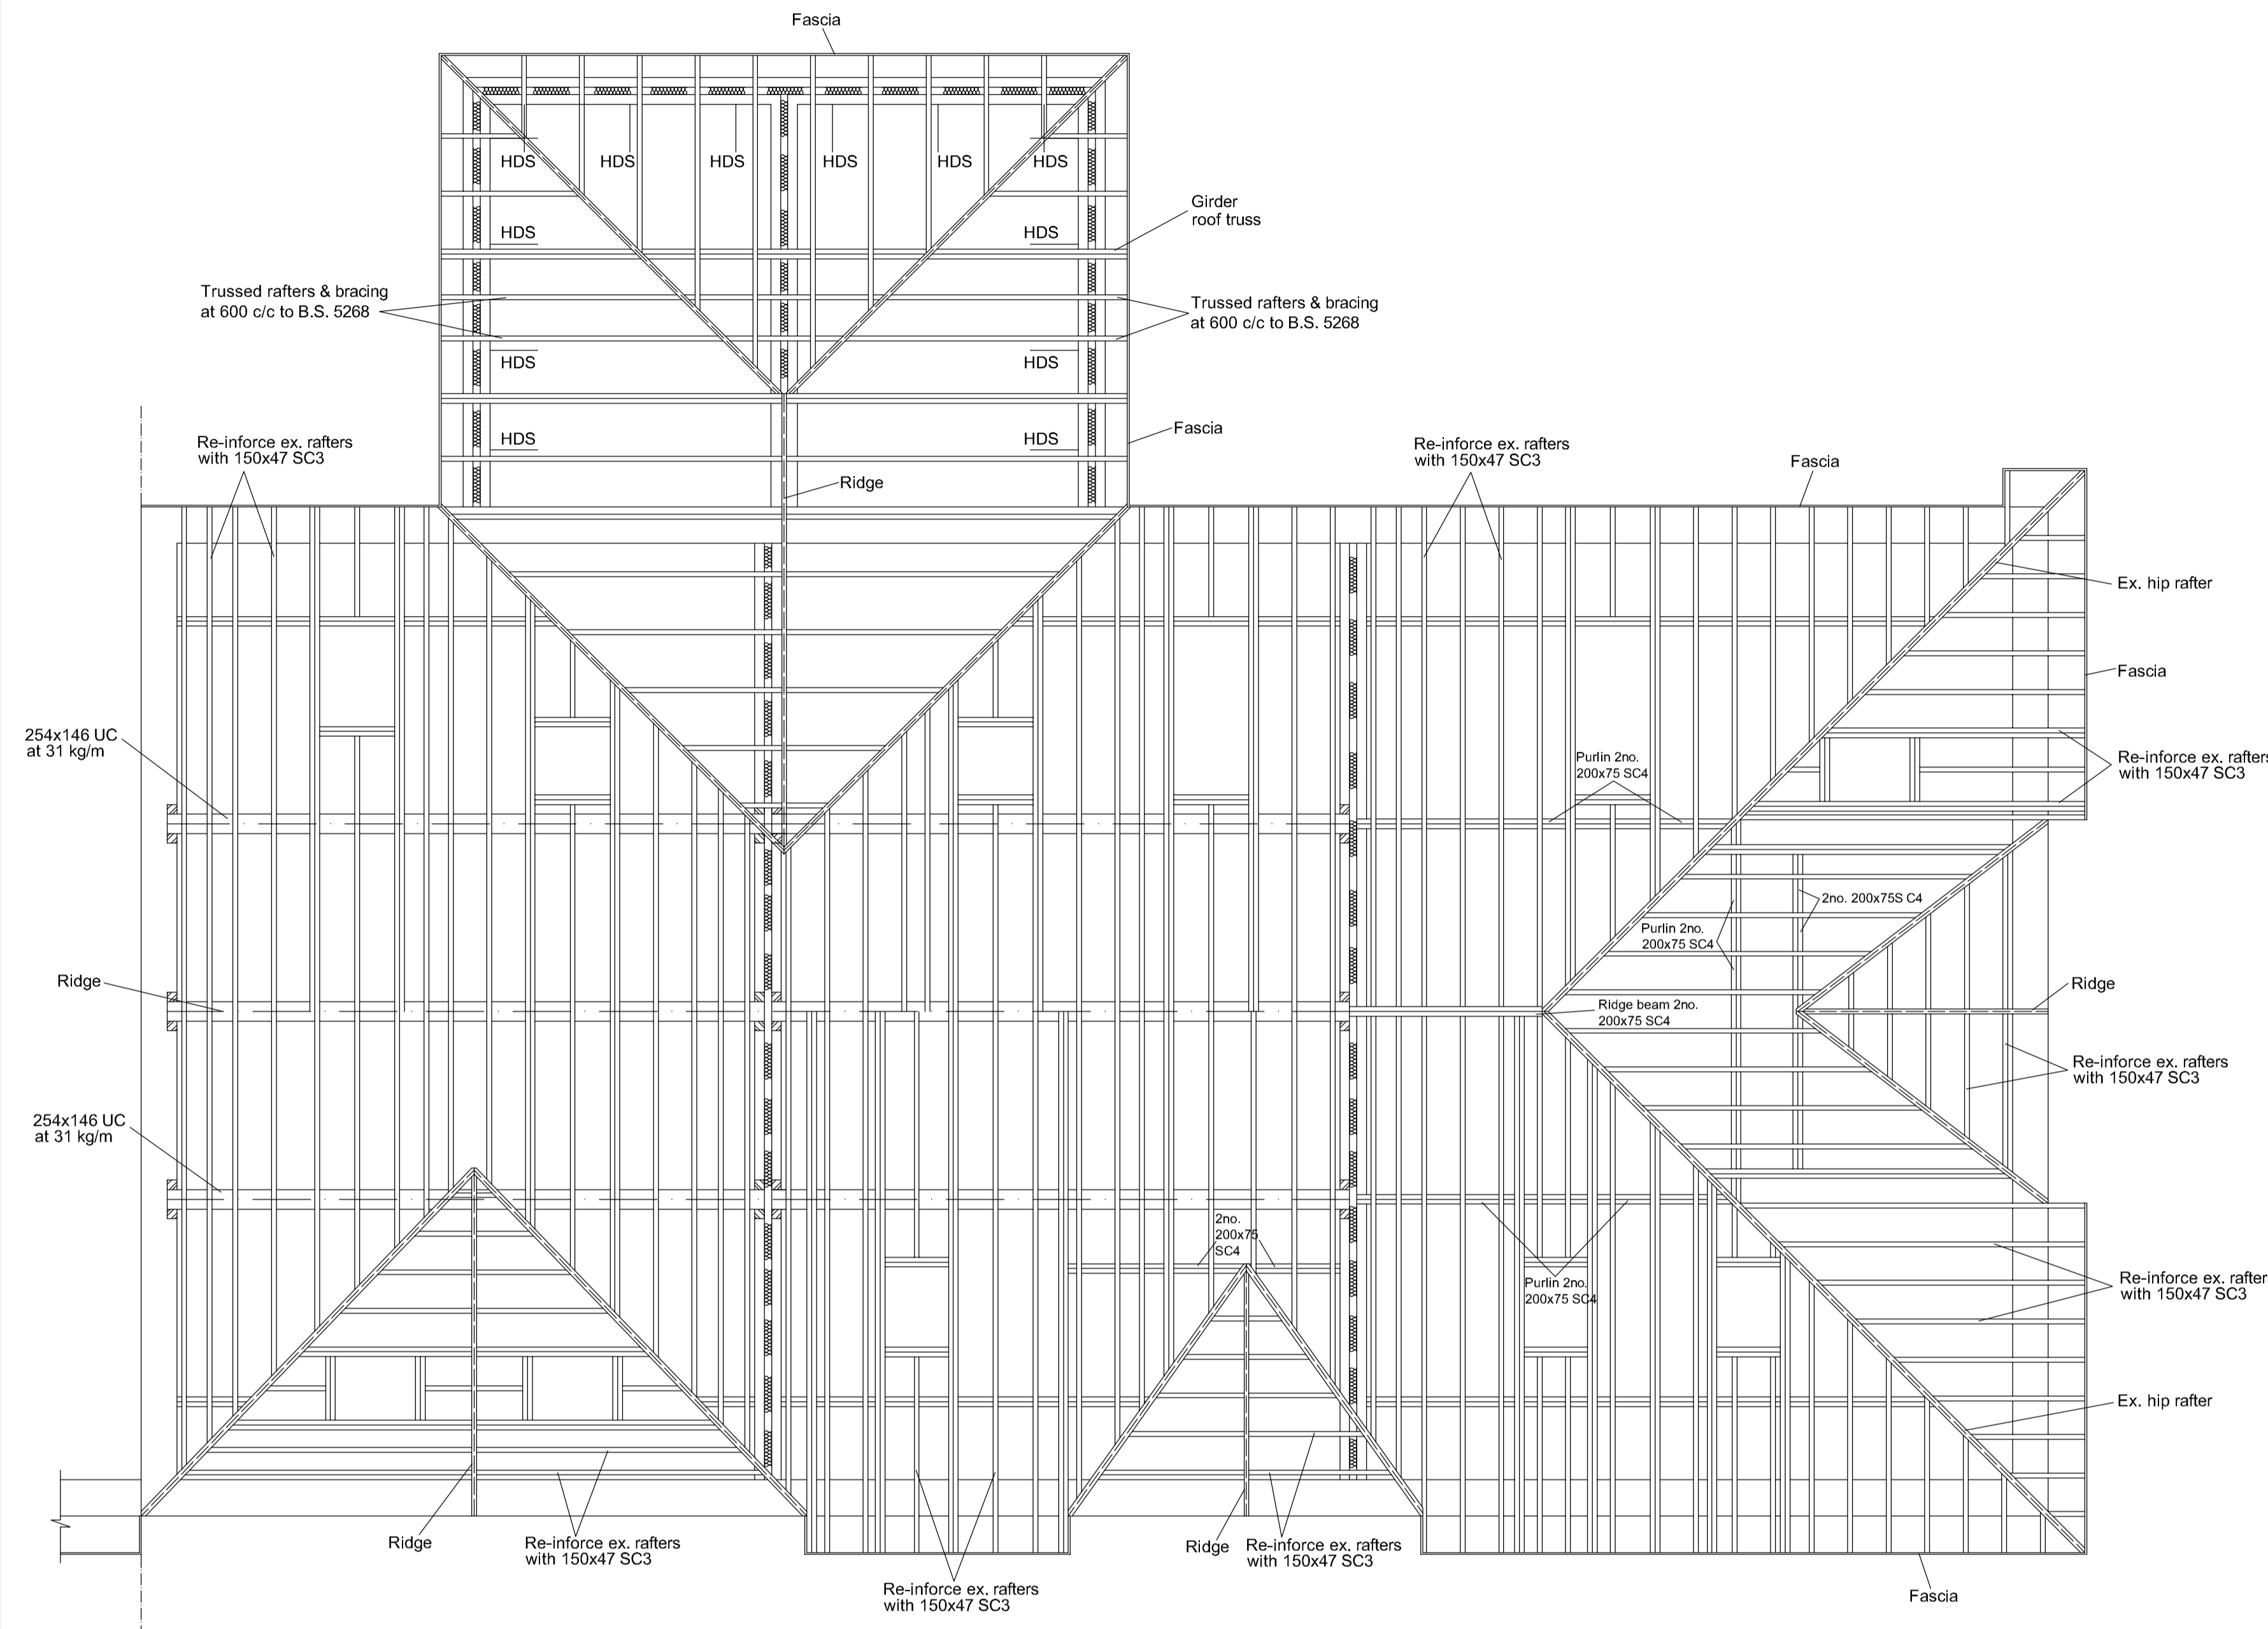 Fascia
HDS
HDS
HDS
HDS
HDS
HDS
Girder
roof truss
HDS
HDS
Trussed rafters & bracing
at 600 c/c to B.S. 5268
Trussed rafters & bracing
at 600 c/c to B.S. 5268
HDS
HDS
Fascia
HDS
HDS
Re-inforce ex. rafters
with 150x47 SC3
Re-inforce ex. rafters
with 150x47 SC3
Fascia
Ridge
Ex. hip rafter
Fascia
254x146 UC
at 31 kg/m
Purlin 2no.
200x75 SC4
Re-inforce ex. rafters
with 150x47 SC3
2no. 200x75S C4
Purlin 2no.
200x75 SC4
Ridge
Ridge
Ridge beam 2no.
200x75 SC4
Re-inforce ex. rafters
with 150x47 SC3
254x146 UC
at 31 kg/m
2no.
200x75
SC4
Purlin 2no.
200x75 SC4
Re-inforce ex. rafters
with 150x47 SC3
Ex. hip rafter
Ridge
Re-inforce ex. rafters
with 150x47 SC3
Ridge
Re-inforce ex. rafters
with 150x47 SC3
Re-inforce ex. rafters
with 150x47 SC3
Fascia